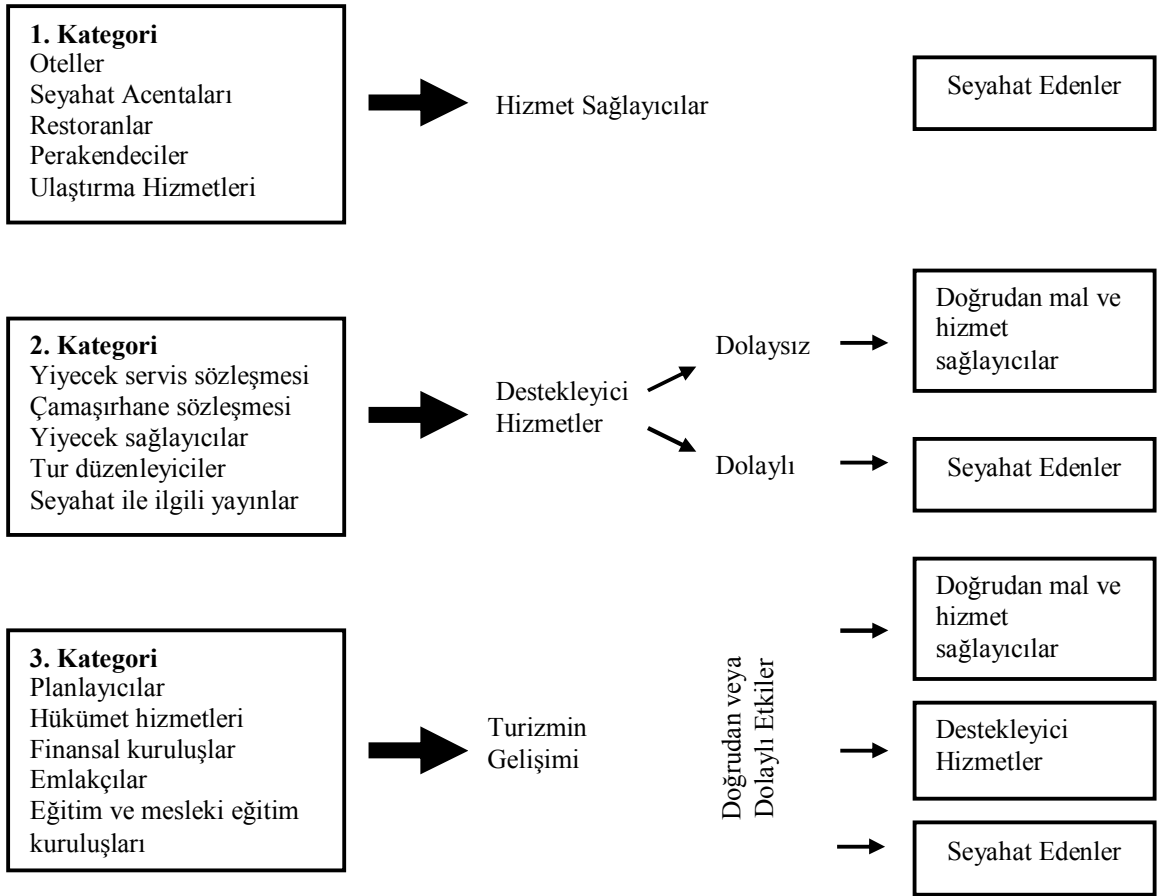 1. Kategori
Oteller
Seyahat Acentaları
Restoranlar
Perakendeciler
Ulaştırma Hizmetleri
Hizmet Sağlayıcılar
Seyahat Edenler
2. Kategori
Yiyecek servis sözleşmesi
Çamaşırhane sözleşmesi
Yiyecek sağlayıcılar
Tur düzenleyiciler
Seyahat ile ilgili yayınlar
Destekleyici
Hizmetler
Dolaysız
Doğrudan mal ve
hizmet
sağlayıcılar
Dolaylı
Seyahat Edenler
3. Kategori
Planlayıcılar
Hükümet hizmetleri
Finansal kuruluşlar
Emlakçılar
Eğitim ve mesleki eğitim
kuruluşları
Turizmin
Gelişimi
Doğrudan veya
Dolaylı Etkiler
Doğrudan mal ve
hizmet
sağlayıcılar
Destekleyici
Hizmetler
Seyahat Edenler